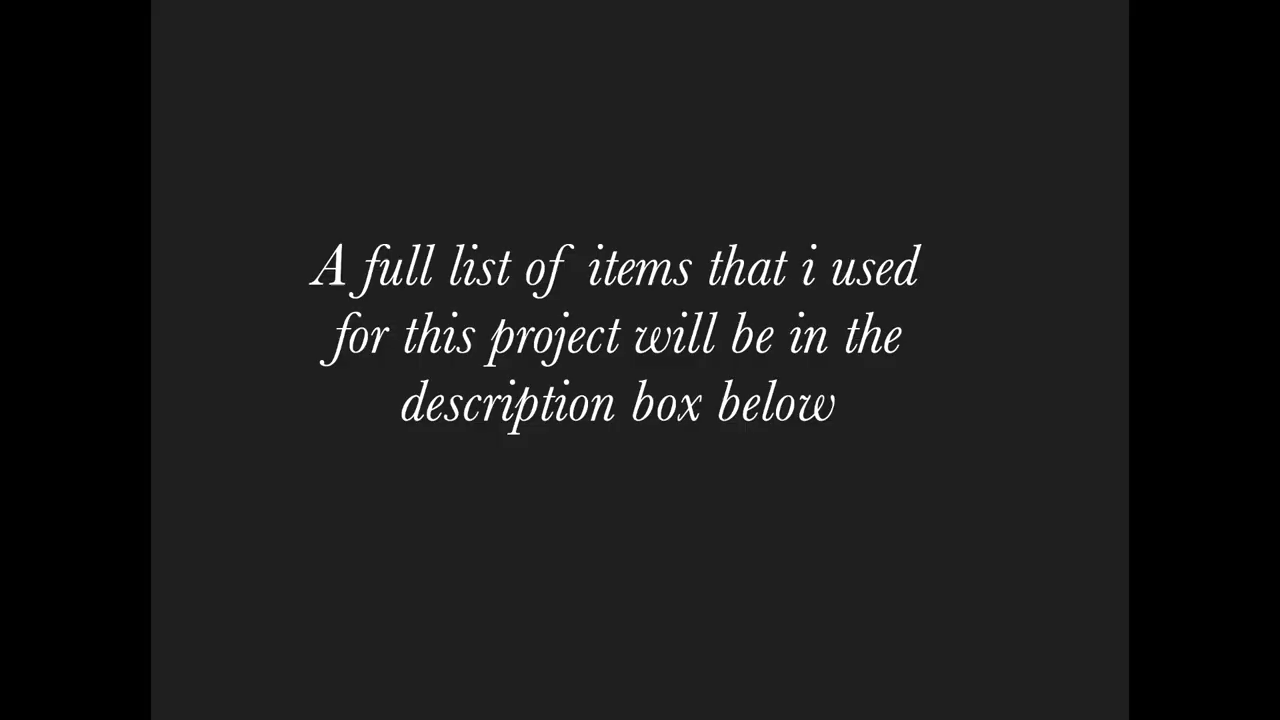 A full list of items that i used
for this project will be in the
description box below